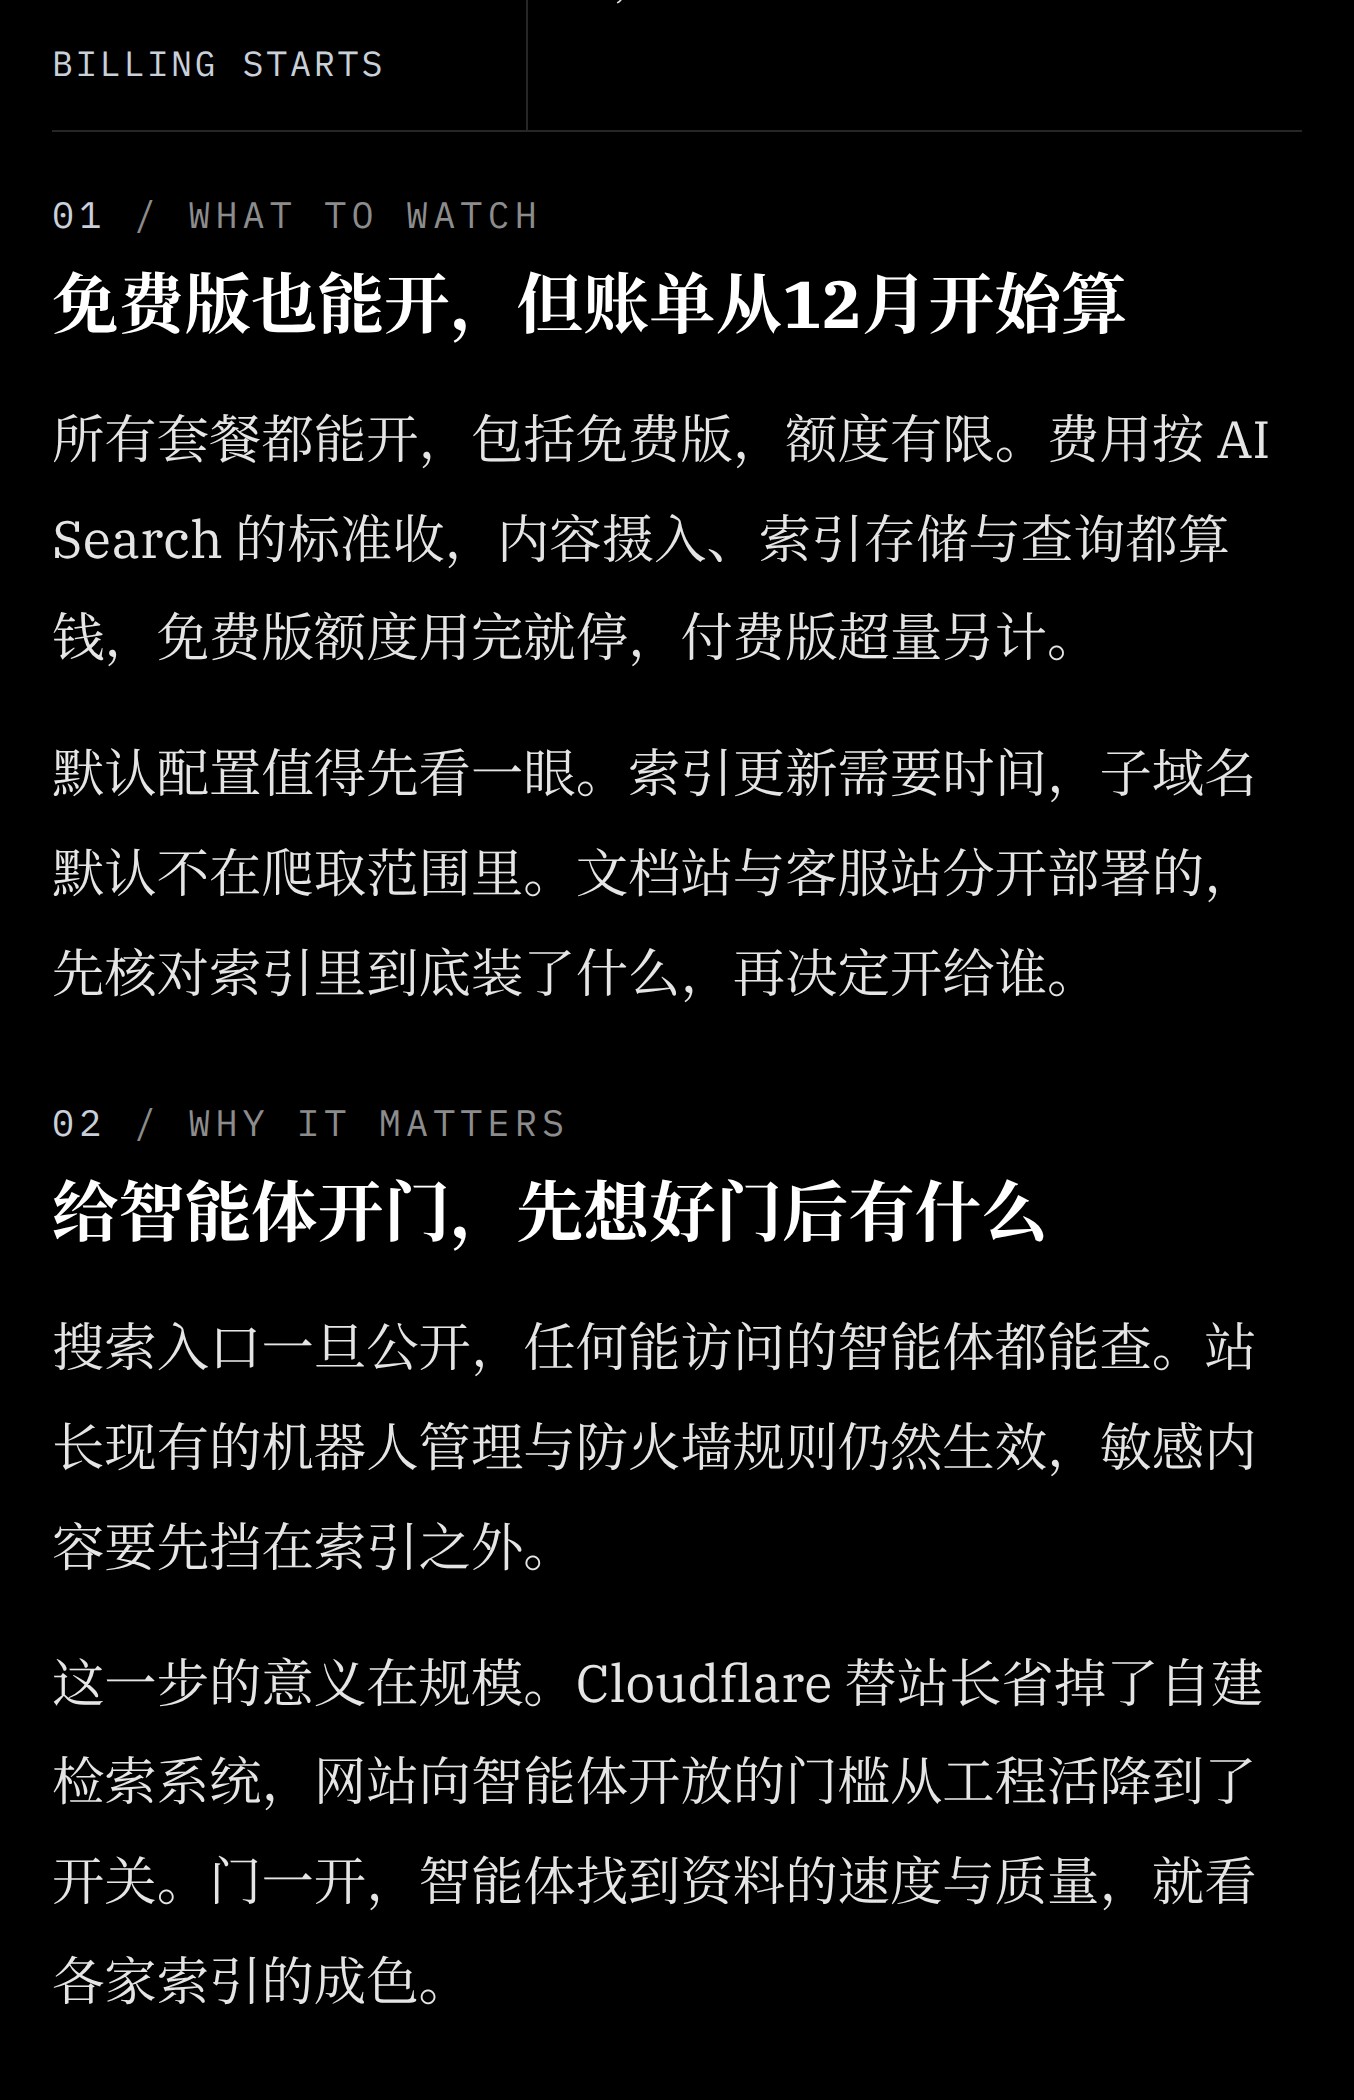 BILLING STARTS
01 / WHAT TO WATCH
免费版也能开，但账单从12月开始算
所有套餐都能开，包括免费版，额度有限。费用按 AI
Search 的标准收，内容摄入、索引存储与查询都算
钱，免费版额度用完就停，付费版超量另计。
默认配置值得先看一眼。索引更新需要时间，子域名
默认不在爬取范围里。文档站与客服站分开部署的，
先核对索引里到底装了什么，再决定开给谁。
02 / WHY IT MATTERS
给智能体开门，先想好门后有什么
搜索入口一旦公开，任何能访问的智能体都能查。站
长现有的机器人管理与防火墙规则仍然生效，敏感内
容要先挡在索引之外。
这一步的意义在规模。Cloudflare 替站长省掉了自建
检索系统，网站向智能体开放的门槛从工程活降到了
开关。门一开，智能体找到资料的速度与质量，就看
各家索引的成色。